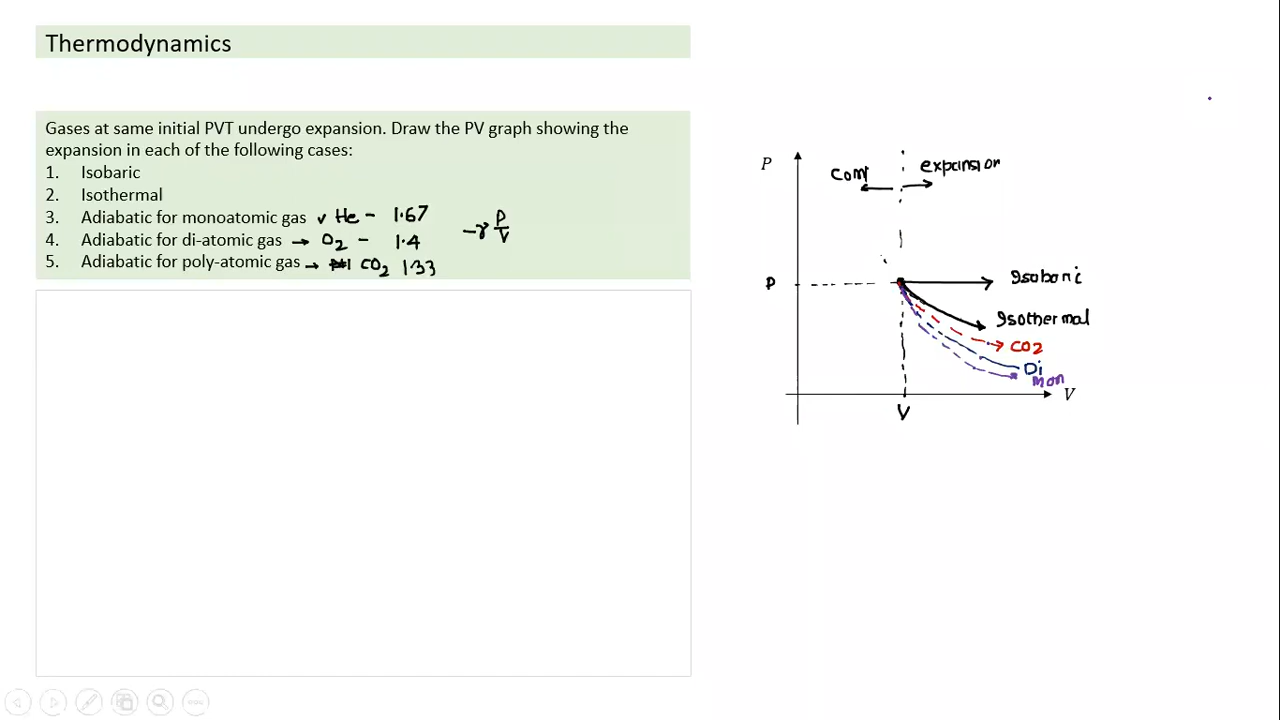 Thermodynamics
Gases at same initial PVT undergo expansion. Draw the PV graph showing the
expansion in each of the following cases:
1. Isobaric
2. Isothermal
3. Adiabatic for monoatomic gas v He - 1.67
4. Adiabatic for di-atomic gas → O2 - 1.4
5. Adiabatic for poly-atomic gas → CO2 1.33
-γ P/V
P
com expansion
P
Isobaric
Isothermal
CO2
Di
mon
V
V